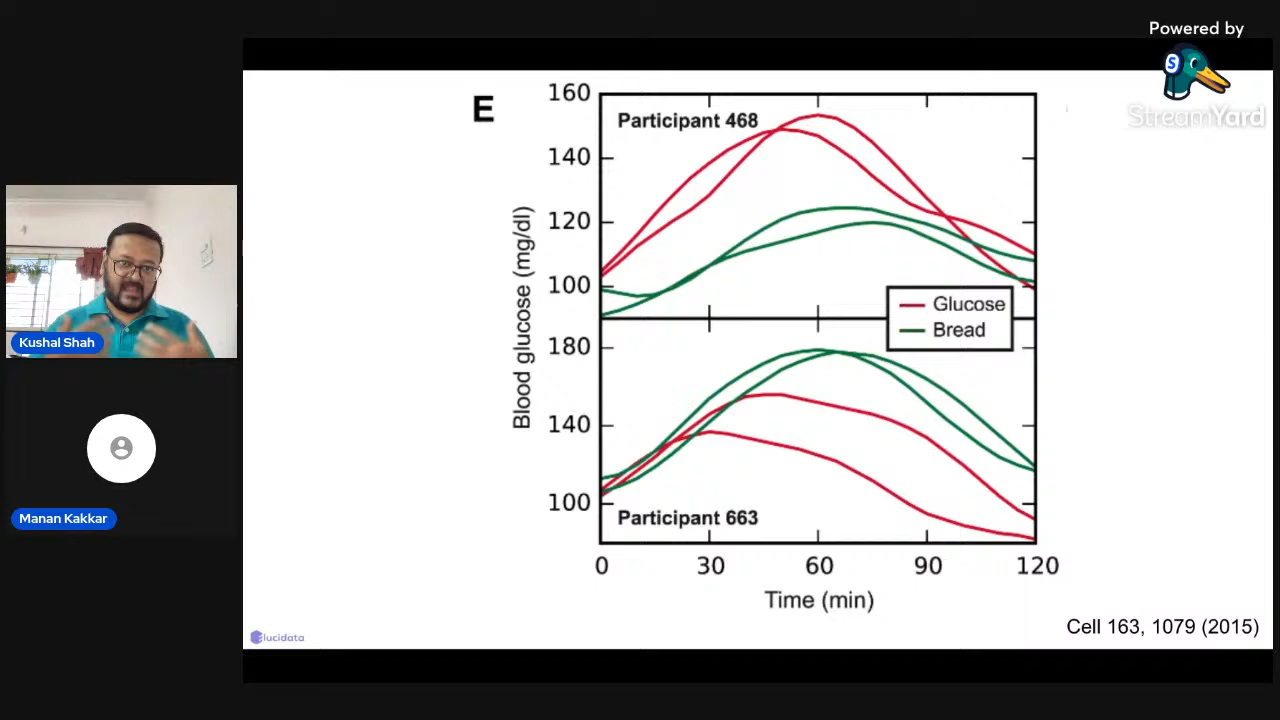 Powered by
S
StreamYard
E
160
Participant 468
140
120
100
Glucose
Bread
180
140
100
Participant 663
Blood glucose (mg/dl)
0 30 60 90 120
Time (min)
Kushal Shah
Manan Kakkar
Elucidata
Cell 163, 1079 (2015)